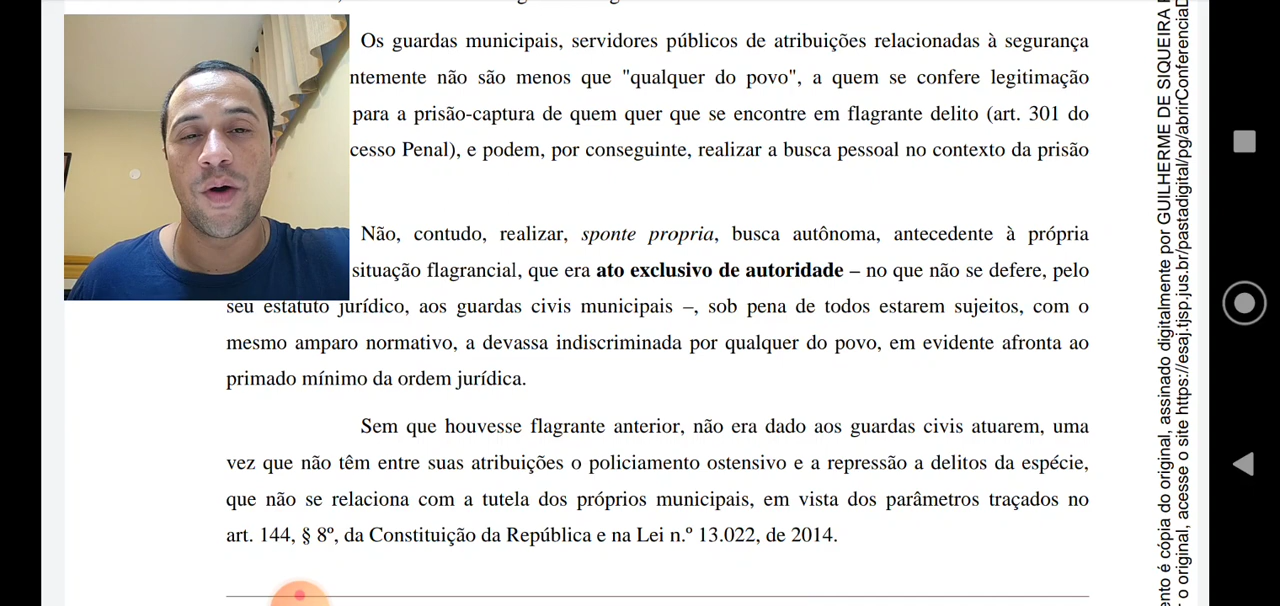 Os guardas municipais, servidores públicos de atribuições relacionadas à segurança
ntemente não são menos que "qualquer do povo", a quem se confere legitimação
para a prisão-captura de quem quer que se encontre em flagrante delito (art. 301 do
cesso Penal), e podem, por conseguinte, realizar a busca pessoal no contexto da prisão
Não, contudo, realizar, sponte propria, busca autônoma, antecedente à própria
situação flagrancial, que era ato exclusivo de autoridade – no que não se defere, pelo
seu estatuto jurídico, aos guardas civis municipais –, sob pena de todos estarem sujeitos, com o
mesmo amparo normativo, a devassa indiscriminada por qualquer do povo, em evidente afronta ao
primado mínimo da ordem jurídica.
Sem que houvesse flagrante anterior, não era dado aos guardas civis atuarem, uma
vez que não têm entre suas atribuições o policiamento ostensivo e a repressão a delitos da espécie,
que não se relaciona com a tutela dos próprios municipais, em vista dos parâmetros traçados no
art. 144, § 8º, da Constituição da República e na Lei n.º 13.022, de 2014.
nto é cópia do original, assinado digitalmente por GUILHERME DE SIQUEIRA
o original, acesse o site https://esaj.tjsp.jus.br/pastadigital/pg/abrirConferenciaD